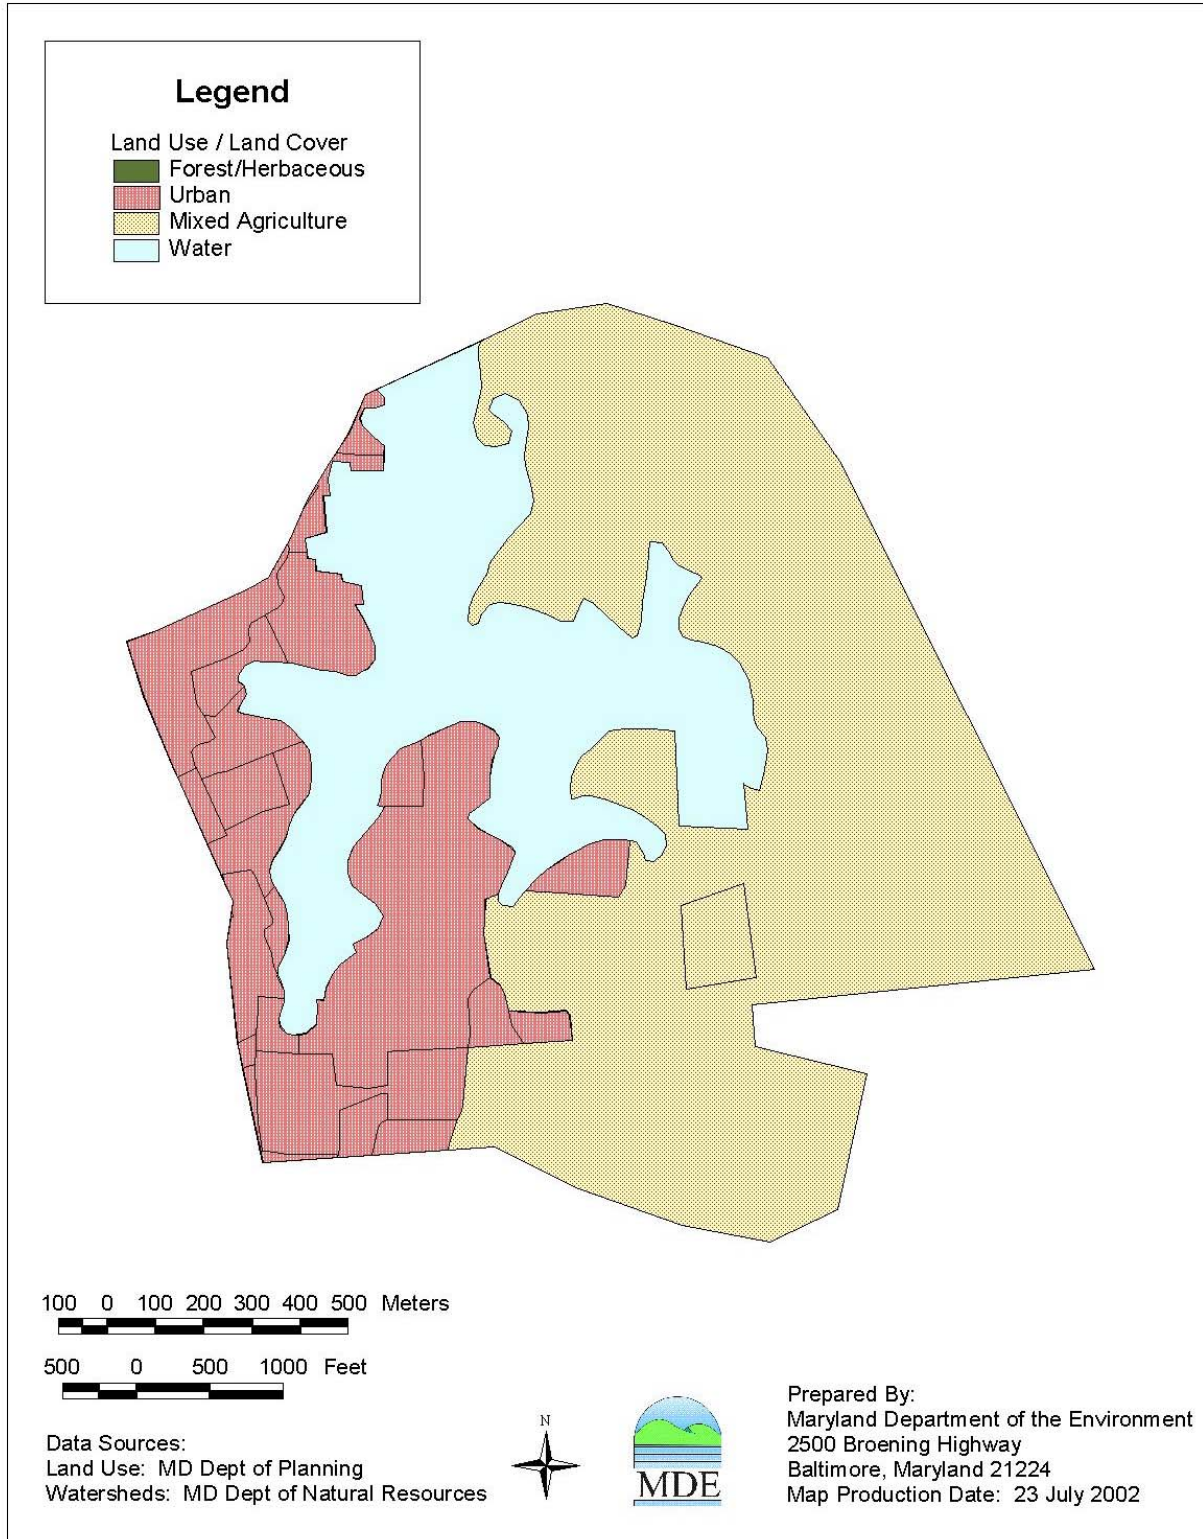 Legend
Land Use / Land Cover
Forest/Herbaceous
Urban
Mixed Agriculture
Water
100 0 100 200 300 400 500 Meters
500 0 500 1000 Feet
Data Sources:
Land Use: MD Dept of Planning
Watersheds: MD Dept of Natural Resources
N
MDE
Prepared By:
Maryland Department of the Environment
2500 Broening Highway
Baltimore, Maryland 21224
Map Production Date: 23 July 2002